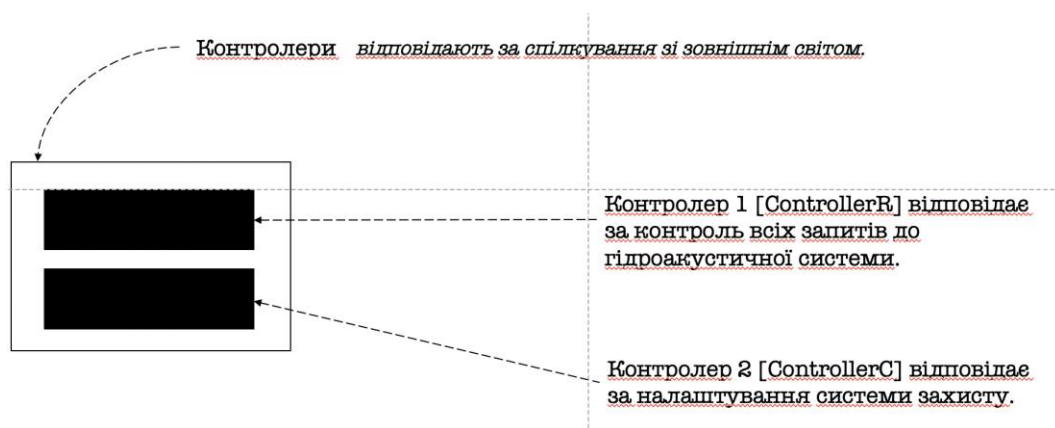 Контролери відповідають за спілкування зі зовнішнім світом.
Контролер 1 [ControllerR] відповідає
за контроль всіх запитів до
гідроакустичної системи.
Контролер 2 [ControllerC] відповідає
за налаштування системи захисту.